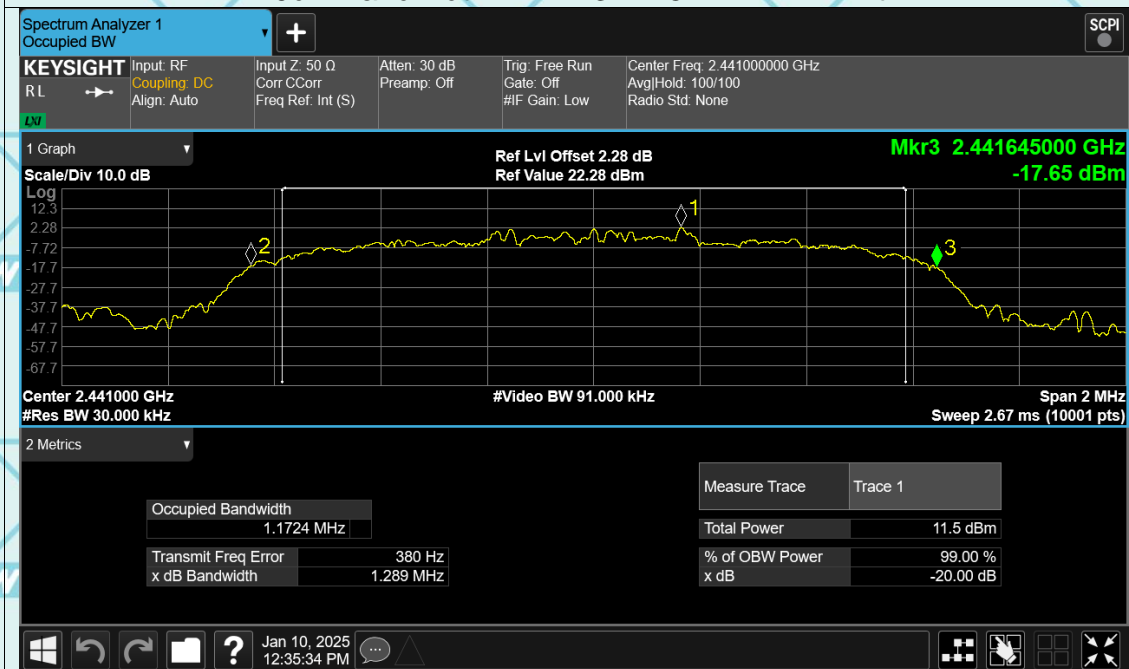 Spectrum Analyzer 1
Occupied BW
+
SCPI
KEYSIGHT
RL
LXI
Input: RF
Coupling: DC
Align: Auto
Input Z: 50 Ω
Corr CCorr
Freq Ref: Int (S)
Atten: 30 dB
Preamp: Off
Trig: Free Run
Gate: Off
#IF Gain: Low
Center Freq: 2.441000000 GHz
Avg|Hold: 100/100
Radio Std: None
1 Graph
Scale/Div 10.0 dB
Ref Lvl Offset 2.28 dB
Ref Value 22.28 dBm
Mkr3 2.441645000 GHz
-17.65 dBm
Log
12.3
2.28
-7.72
-17.7
-27.7
-37.7
-47.7
-57.7
-67.7
1
2
3
Center 2.441000 GHz
#Video BW 91.000 kHz
Span 2 MHz
#Res BW 30.000 kHz
Sweep 2.67 ms (10001 pts)
2 Metrics
Occupied Bandwidth
1.1724 MHz
Transmit Freq Error 380 Hz
x dB Bandwidth 1.289 MHz
Measure Trace Trace 1
Total Power 11.5 dBm
% of OBW Power 99.00 %
x dB -20.00 dB
?
Jan 10, 2025
12:35:34 PM